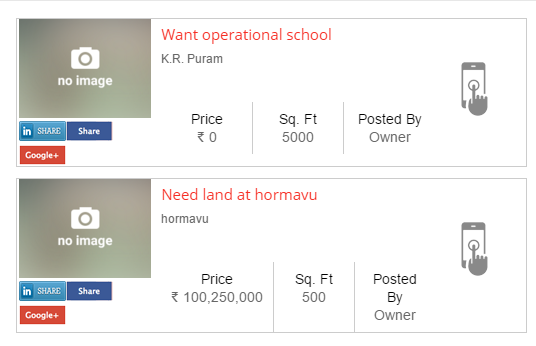 no image
in SHARE
Share
Google+
Want operational school
K.R. Puram
Price
₹ 0
Sq. Ft
5000
Posted By
Owner
no image
in SHARE
Share
Google+
Need land at hormavu
hormavu
Price
₹ 100,250,000
Sq. Ft
500
Posted
By
Owner